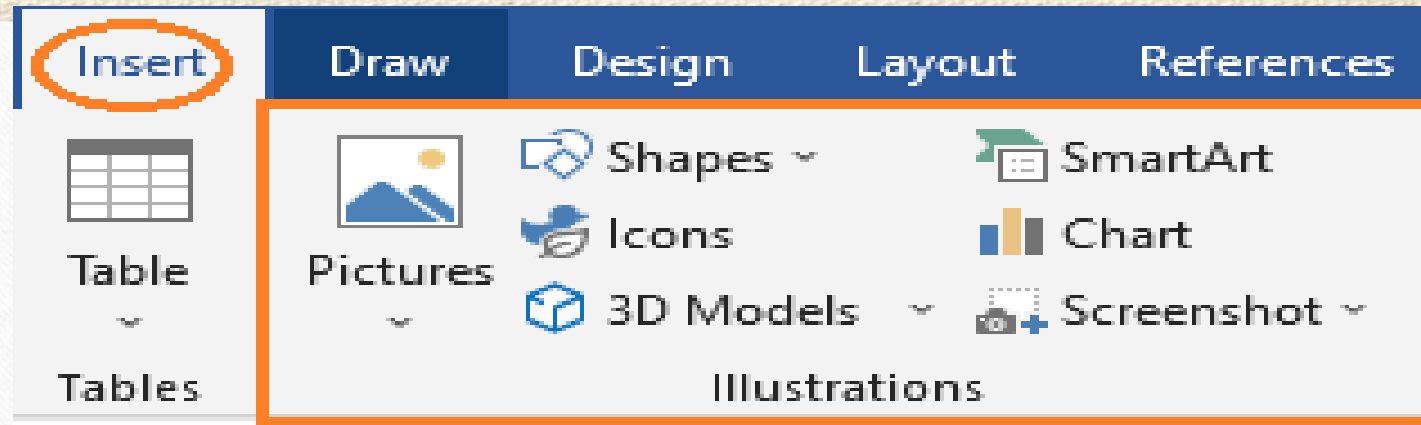 Insert Draw Design Layout References
Shapes SmartArt
Icons Chart
Table Pictures
3D Models Screenshot
Tables Illustrations